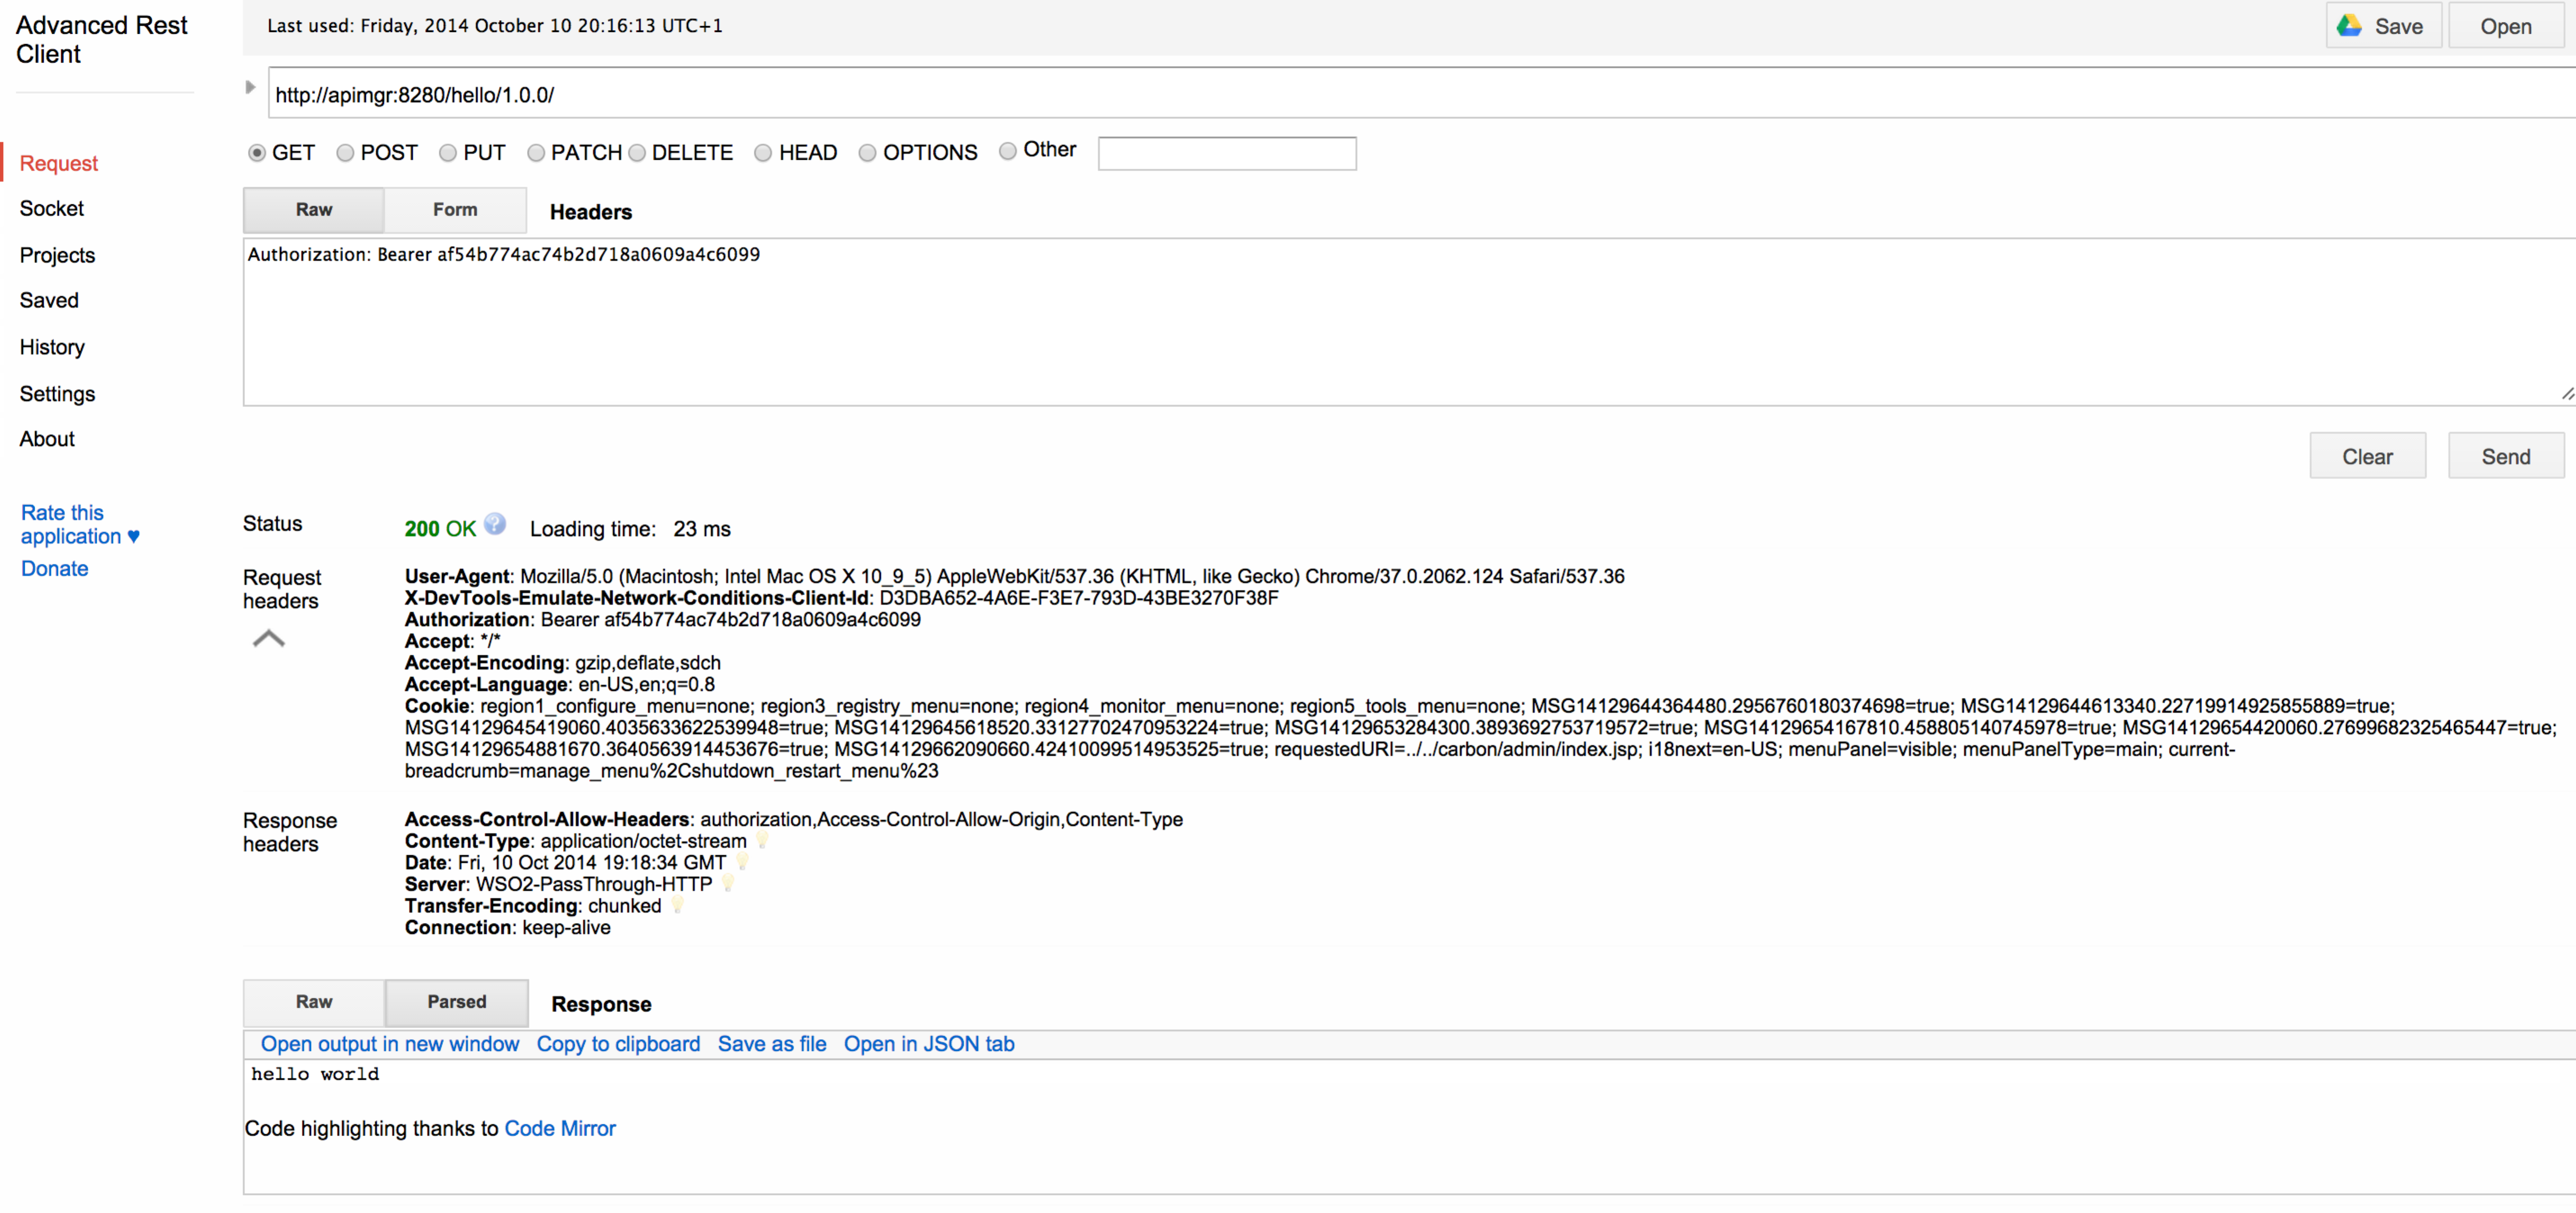 Advanced Rest
Client
Last used: Friday, 2014 October 10 20:16:13 UTC+1
Save
Open
http://apimgr:8280/hello/1.0.0/
GET POST PUT PATCH DELETE HEAD OPTIONS Other
Raw Form Headers
Authorization: Bearer af54b774ac74b2d718a0609a4c6099
Request
Socket
Projects
Saved
History
Settings
About
Rate this
application ♥
Donate
Clear
Send
Status
200 OK ? Loading time: 23 ms
Request
headers
User-Agent: Mozilla/5.0 (Macintosh; Intel Mac OS X 10_9_5) AppleWebKit/537.36 (KHTML, like Gecko) Chrome/37.0.2062.124 Safari/537.36
X-DevTools-Emulate-Network-Conditions-Client-Id: D3DBA652-4A6E-F3E7-793D-43BE3270F38F
Authorization: Bearer af54b774ac74b2d718a0609a4c6099
Accept: */*
Accept-Encoding: gzip,deflate,sdch
Accept-Language: en-US,en;q=0.8
Cookie: region1_configure_menu=none; region3_registry_menu=none; region4_monitor_menu=none; region5_tools_menu=none; MSG14129644364480.2956760180374698=true; MSG14129644613340.22719914925855889=true;
MSG14129645419060.4035633622539948=true; MSG14129645618520.33127702470953224=true; MSG14129653284300.3893692753719572=true; MSG14129654167810.458805140745978=true; MSG14129654420060.27699682325465447=true;
MSG14129654881670.3640563914453676=true; MSG14129662090660.42410099514953525=true; requestedURI=../../carbon/admin/index.jsp; i18next=en-US; menuPanel=visible; menuPanelType=main; current-
breadcrumb=manage_menu%2Cshutdown_restart_menu%23
Response
headers
Access-Control-Allow-Headers: authorization,Access-Control-Allow-Origin,Content-Type
Content-Type: application/octet-stream
Date: Fri, 10 Oct 2014 19:18:34 GMT
Server: WSO2-PassThrough-HTTP
Transfer-Encoding: chunked
Connection: keep-alive
Raw Parsed Response
Open output in new window Copy to clipboard Save as file Open in JSON tab
hello world
Code highlighting thanks to Code Mirror